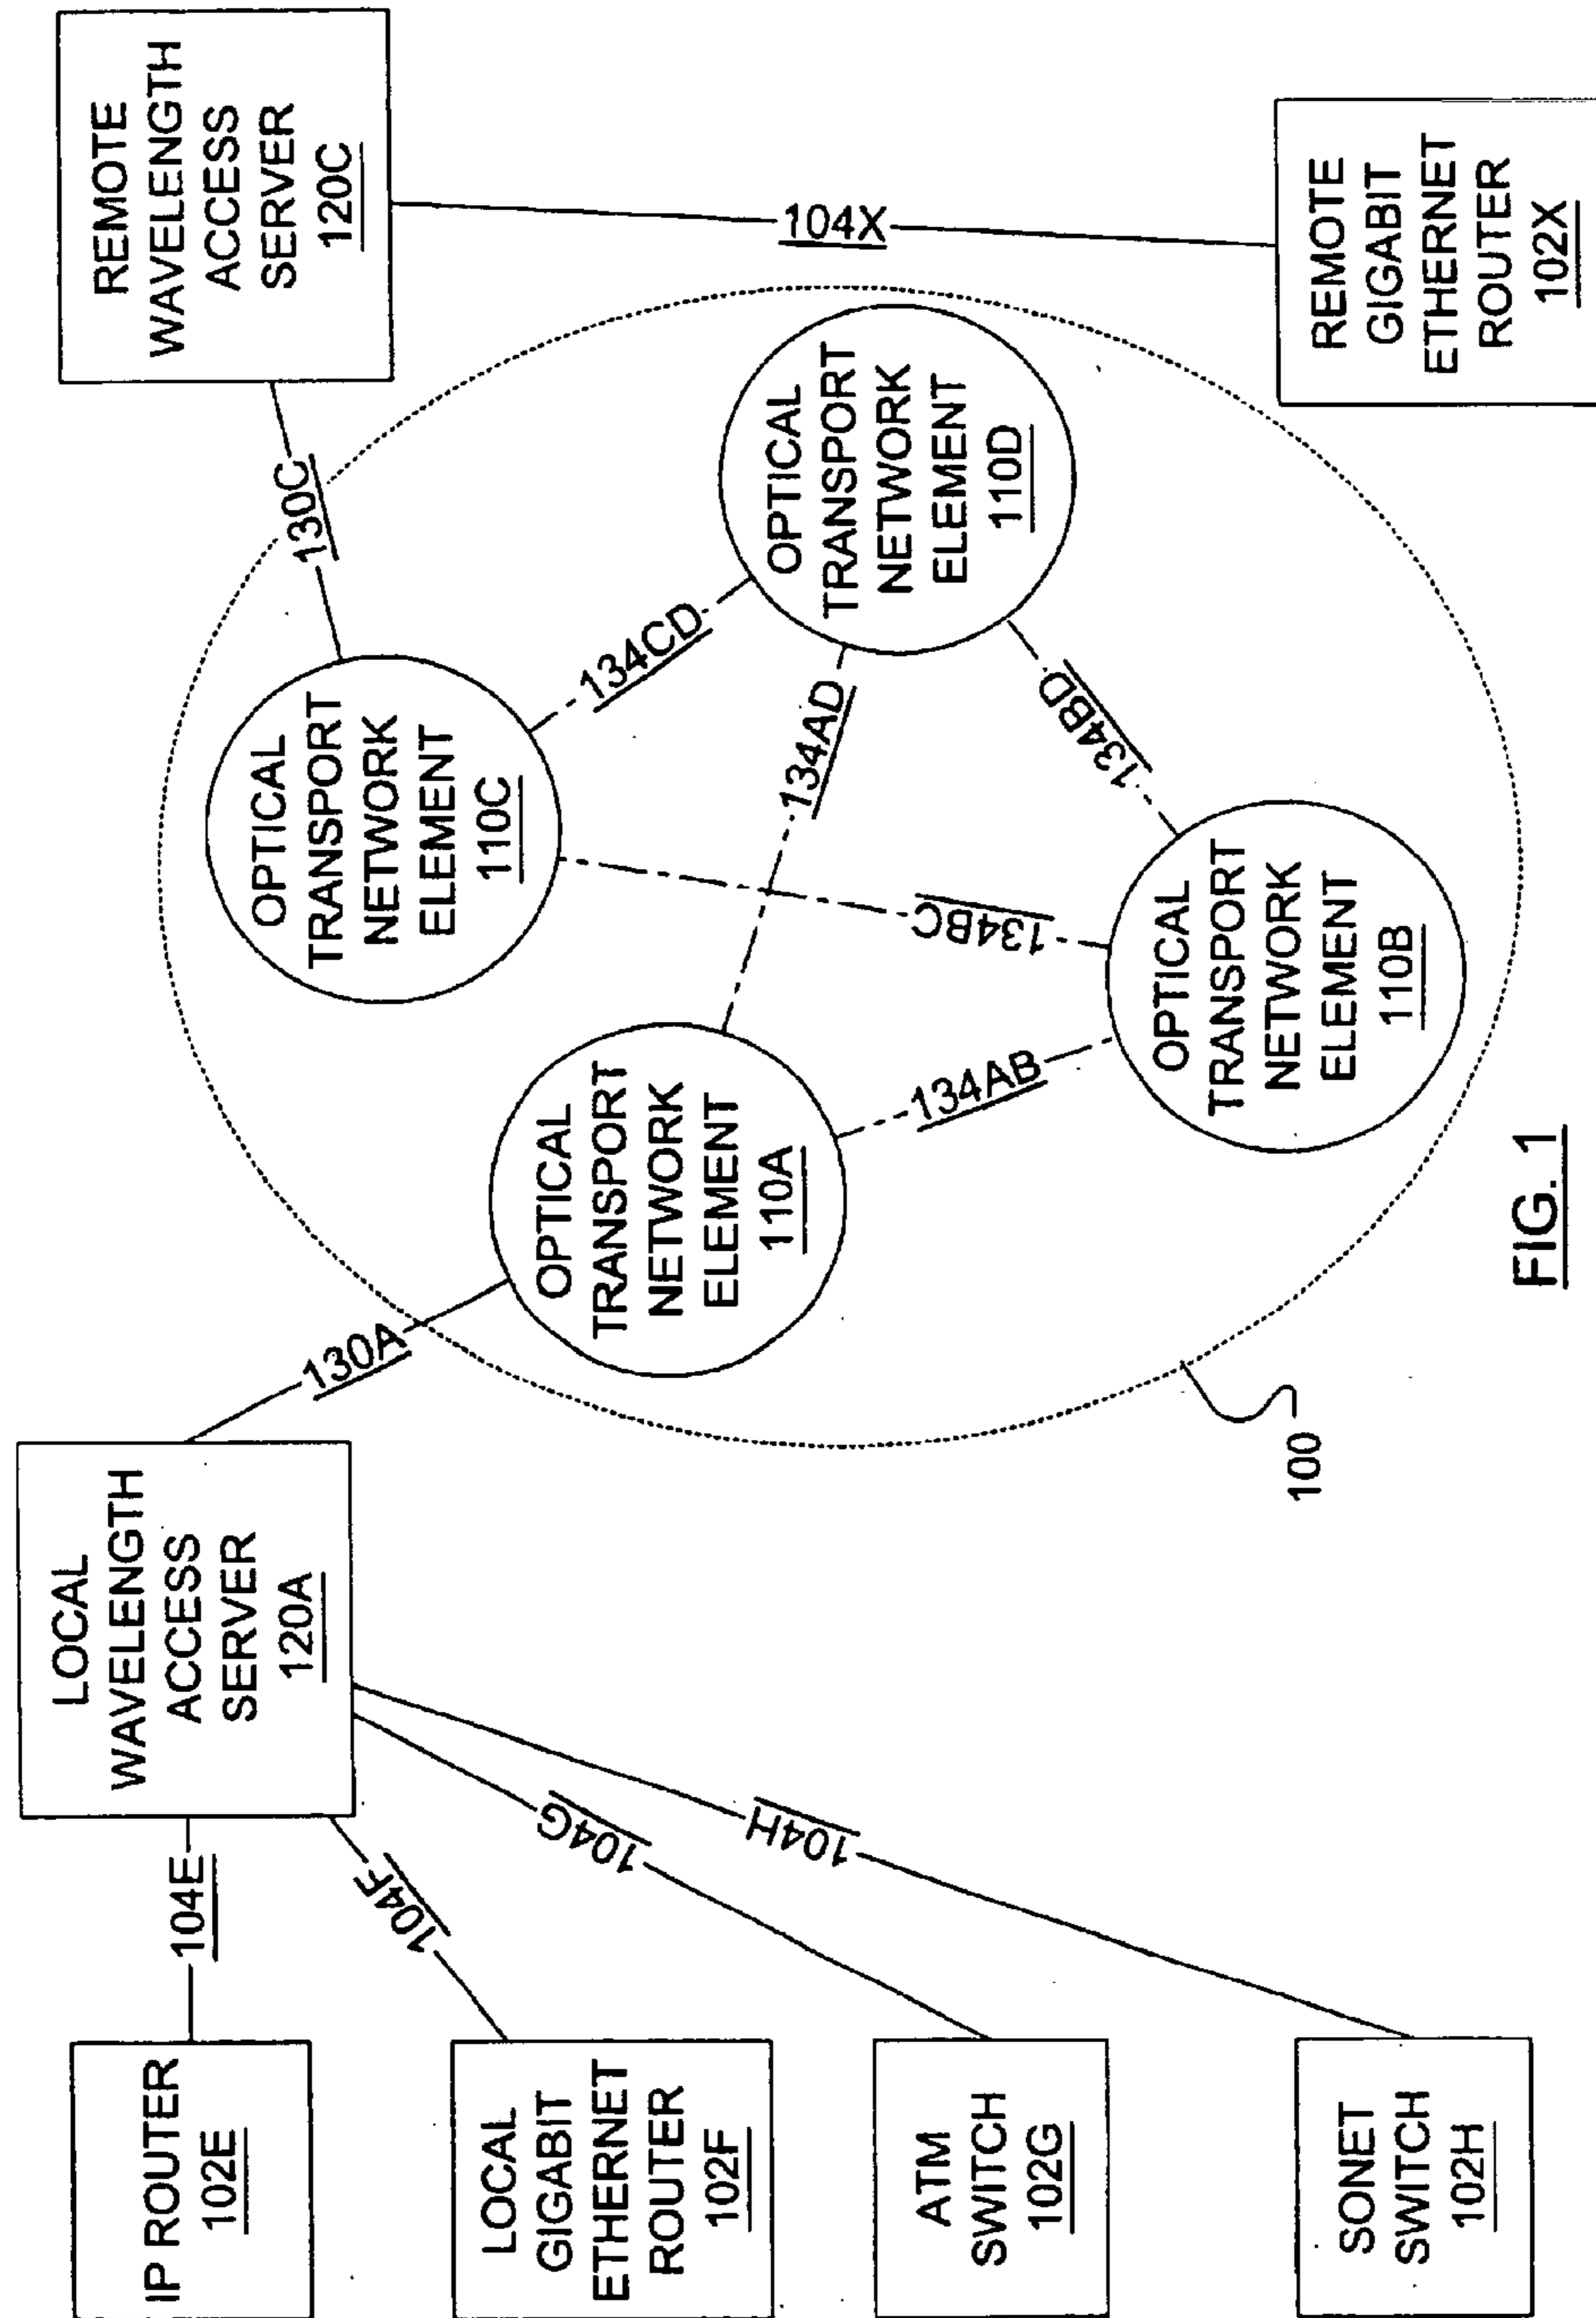 IP ROUTER
102E
LOCAL
GIGABIT
ETHERNET
ROUTER
102F
ATM
SWITCH
102G
SONET
SWITCH
102H
104E
104F
104G
104H
LOCAL
WAVELENGTH
ACCESS
SERVER
120A
130A
100
OPTICAL
TRANSPORT
NETWORK
ELEMENT
110A
134AB
134AD
OPTICAL
TRANSPORT
NETWORK
ELEMENT
110C
134BC
134CD
OPTICAL
TRANSPORT
NETWORK
ELEMENT
110B
134BD
OPTICAL
TRANSPORT
NETWORK
ELEMENT
110D
130C
REMOTE
WAVELENGTH
ACCESS
SERVER
120C
104X
REMOTE
GIGABIT
ETHERNET
ROUTER
102X
FIG. 1